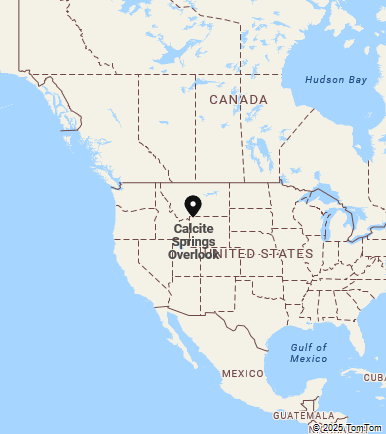 Hudson Bay
CANADA
Calcite
Springs
Overlook
UNITED STATES
Gulf of
Mexico
MEXICO
CUBA
GUATEMALA
© 2025 TomTom